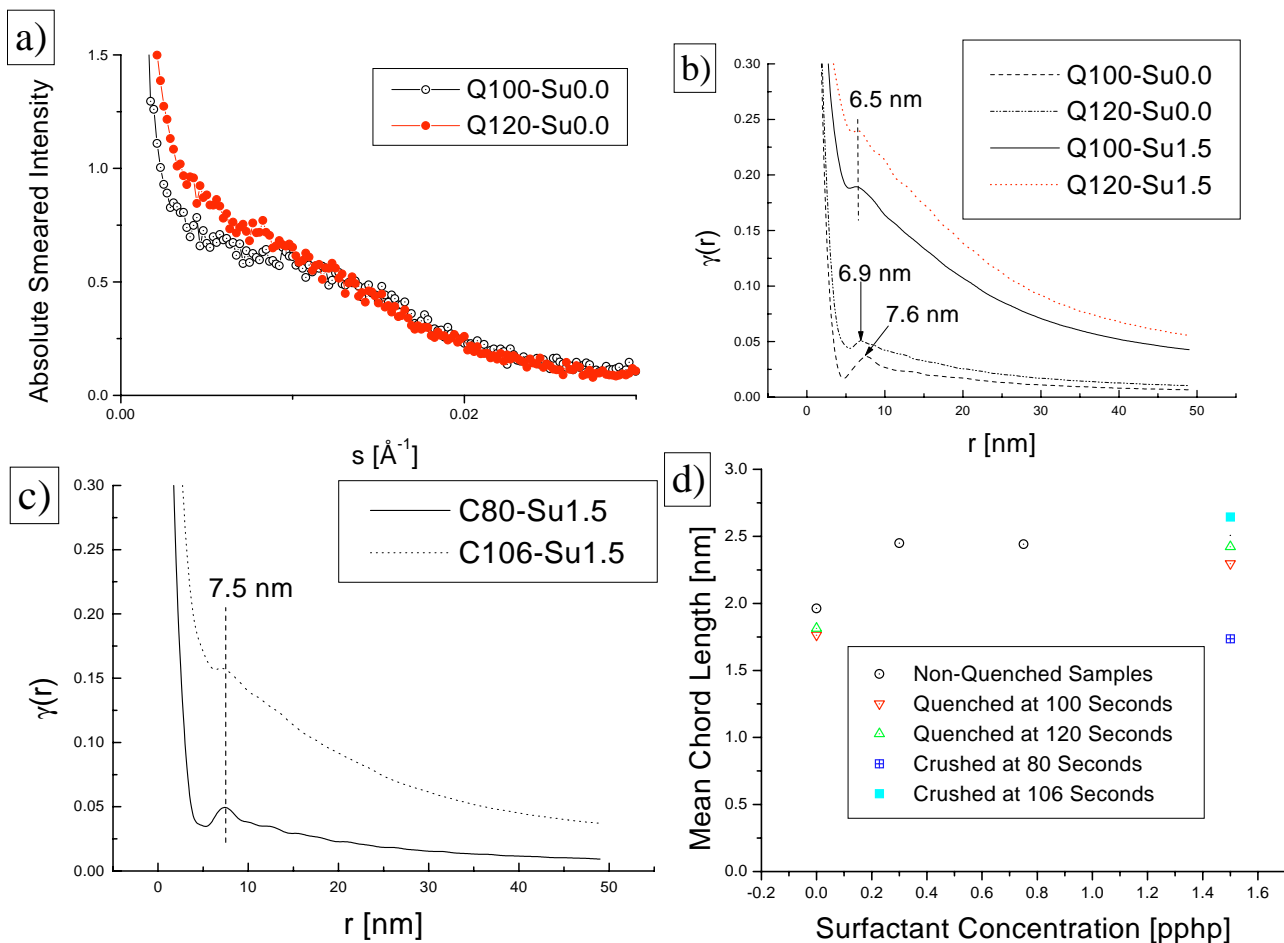 a)
Absolute Smeared Intensity
1.5
1.0
0.5
0.0
0.00
0.02
s [Å⁻¹]
Q100-Su0.0
Q120-Su0.0
b)
γ(r)
0.30
0.25
0.20
0.15
0.10
0.05
0.00
0 10 20 30 40 50
r [nm]
6.5 nm
6.9 nm
7.6 nm
Q100-Su0.0
Q120-Su0.0
Q100-Su1.5
Q120-Su1.5
c)
γ(r)
0.30
0.25
0.20
0.15
0.10
0.05
0.00
0 10 20 30 40 50
r [nm]
7.5 nm
C80-Su1.5
C106-Su1.5
d)
Mean Chord Length [nm]
3.0
2.5
2.0
1.5
1.0
0.5
0.0
-0.2 0.0 0.2 0.4 0.6 0.8 1.0 1.2 1.4 1.6
Surfactant Concentration [pphp]
Non-Quenched Samples
Quenched at 100 Seconds
Quenched at 120 Seconds
Crushed at 80 Seconds
Crushed at 106 Seconds